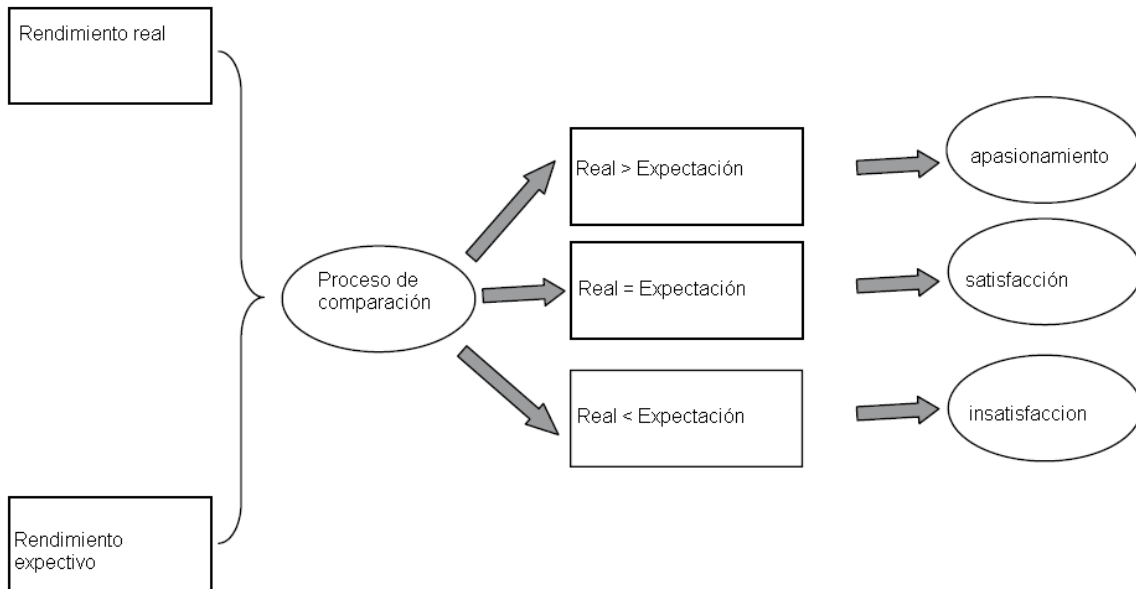 Rendimiento real
Real > Expectación
apasionamiento
Proceso de
comparación
Real = Expectación
satisfacción
Real < Expectación
insatisfaccion
Rendimiento
expectivo